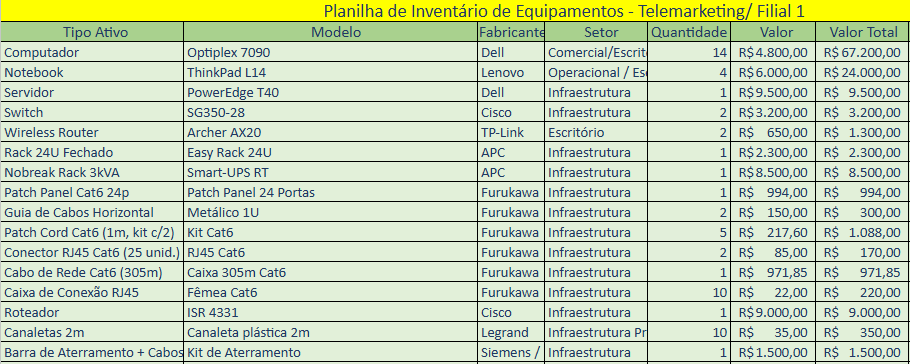 Planilha de Inventário de Equipamentos - Telemarketing/ Filial 1
Tipo Ativo Modelo Fabricante Setor Quantidade Valor Valor Total
Computador Optiplex 7090 Dell Comercial/Escrit 14 R$ 4.800,00 R$ 67.200,00
Notebook ThinkPad L14 Lenovo Operacional / Es 4 R$ 6.000,00 R$ 24.000,00
Servidor PowerEdge T40 Dell Infraestrutura 1 R$ 9.500,00 R$ 9.500,00
Switch SG350-28 Cisco Infraestrutura 2 R$ 3.200,00 R$ 3.200,00
Wireless Router Archer AX20 TP-Link Escritório 2 R$ 650,00 R$ 1.300,00
Rack 24U Fechado Easy Rack 24U APC Infraestrutura 1 R$ 2.300,00 R$ 2.300,00
Nobreak Rack 3kVA Smart-UPS RT APC Infraestrutura 1 R$ 8.500,00 R$ 8.500,00
Patch Panel Cat6 24p Patch Panel 24 Portas Furukawa Infraestrutura 1 R$ 994,00 R$ 994,00
Guia de Cabos Horizontal Metálico 1U Furukawa Infraestrutura 2 R$ 150,00 R$ 300,00
Patch Cord Cat6 (1m, kit c/2) Kit Cat6 Furukawa Infraestrutura 5 R$ 217,60 R$ 1.088,00
Conector RJ45 Cat6 (25 unid.) RJ45 Cat6 Furukawa Infraestrutura 2 R$ 85,00 R$ 170,00
Cabo de Rede Cat6 (305m) Caixa 305m Cat6 Furukawa Infraestrutura 1 R$ 971,85 R$ 971,85
Caixa de Conexão RJ45 Fêmea Cat6 Furukawa Infraestrutura 10 R$ 22,00 R$ 220,00
Roteador ISR 4331 Cisco Infraestrutura 1 R$ 9.000,00 R$ 9.000,00
Canaletas 2m Canaleta plástica 2m Legrand Infraestrutura Pr 10 R$ 35,00 R$ 350,00
Barra de Aterramento + Cabos Kit de Aterramento Siemens / Infraestrutura 1 R$ 1.500,00 R$ 1.500,00